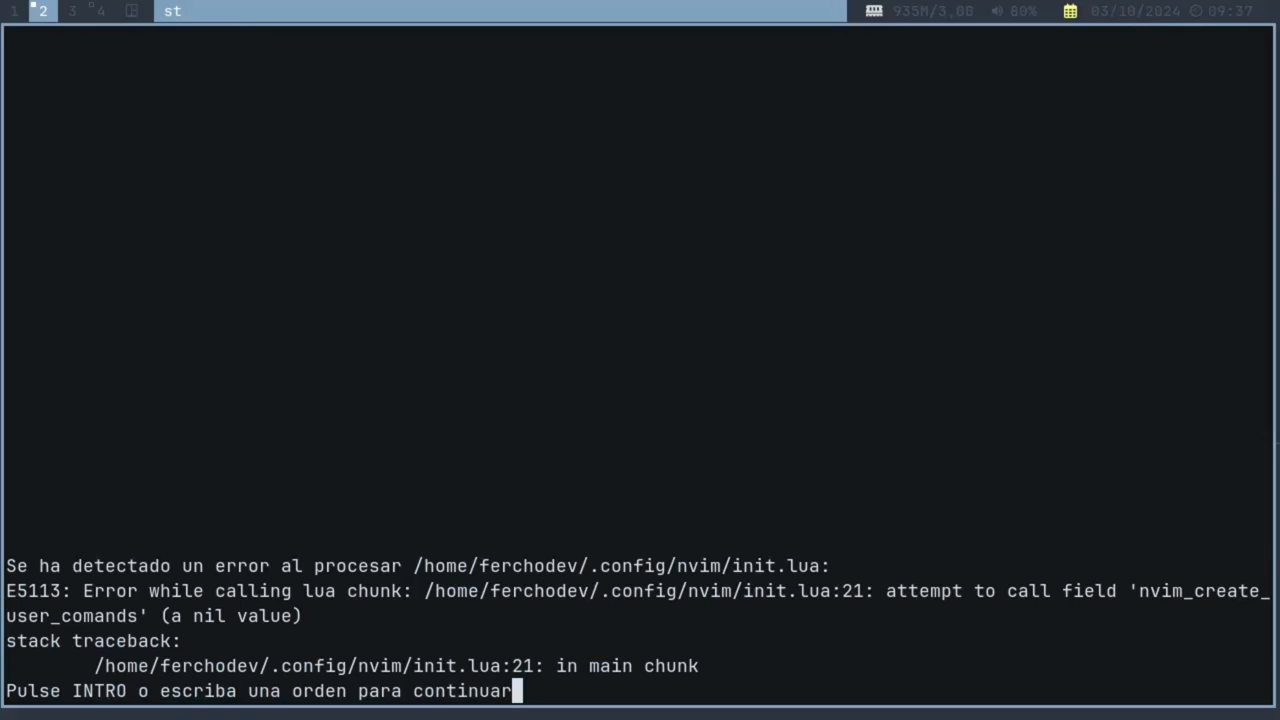 1 2 3 4 st 935M/3,0G 80% 03/10/2024 09:37
Se ha detectado un error al procesar /home/ferchodev/.config/nvim/init.lua:
E5113: Error while calling lua chunk: /home/ferchodev/.config/nvim/init.lua:21: attempt to call field 'nvim_create_
user_comands' (a nil value)
stack traceback:
/home/ferchodev/.config/nvim/init.lua:21: in main chunk
Pulse INTRO o escriba una orden para continuar